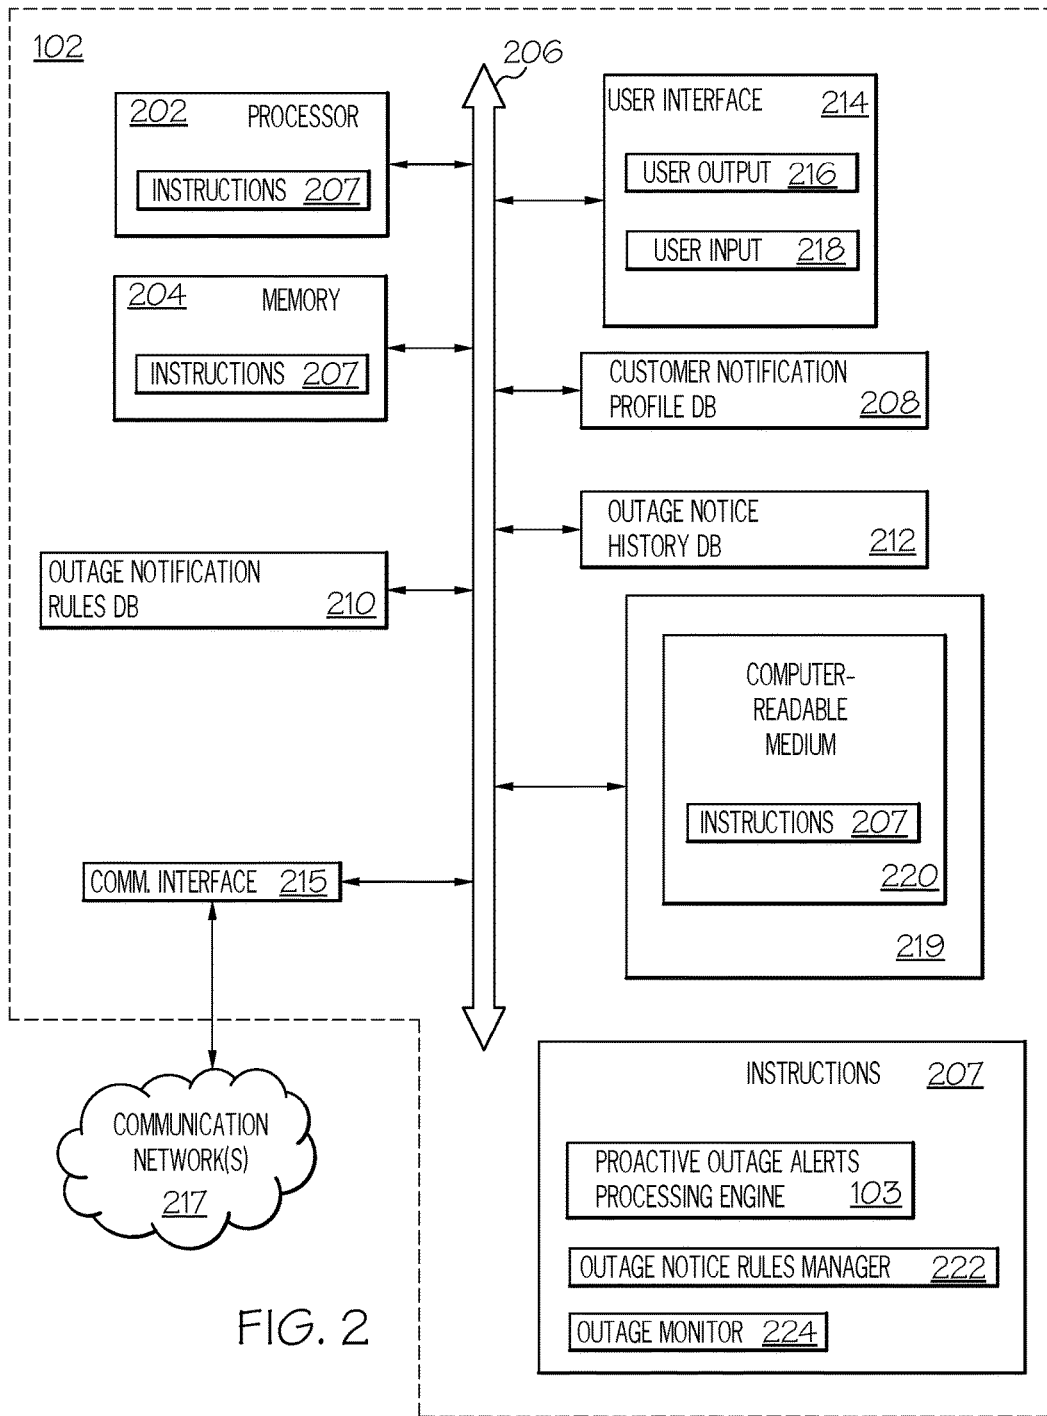 102
206
202 PROCESSOR
INSTRUCTIONS 207
204 MEMORY
INSTRUCTIONS 207
USER INTERFACE 214
USER OUTPUT 216
USER INPUT 218
CUSTOMER NOTIFICATION
PROFILE DB 208
OUTAGE NOTICE
HISTORY DB 212
OUTAGE NOTIFICATION
RULES DB 210
COMPUTER-
READABLE
MEDIUM
INSTRUCTIONS 207
220
219
COMM. INTERFACE 215
COMMUNICATION
NETWORK(S)
217
INSTRUCTIONS 207
PROACTIVE OUTAGE ALERTS
PROCESSING ENGINE 103
OUTAGE NOTICE RULES MANAGER 222
OUTAGE MONITOR 224
FIG. 2